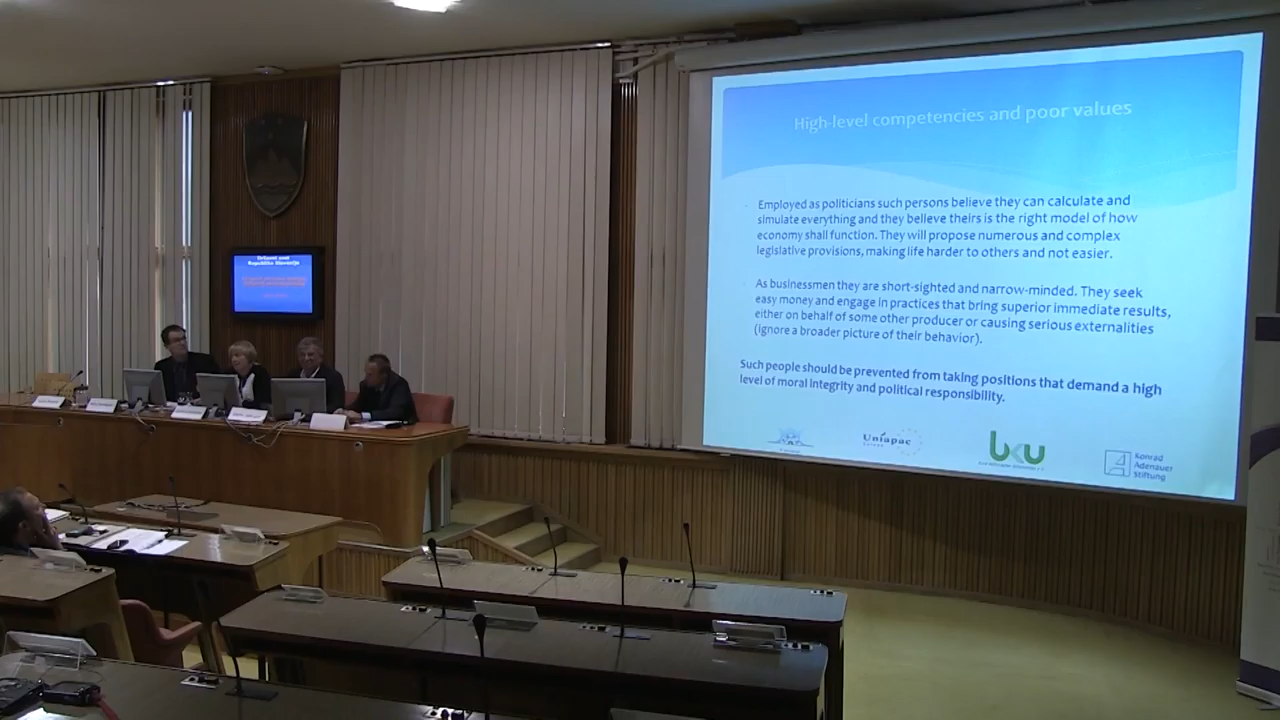 High-level competencies and poor values
Employed as politicians such persons believe they can calculate and
simulate everything and they believe theirs is the right model of how
economy shall function. They will propose numerous and complex
legislative provisions, making life harder to others and not easier.
As businessmen they are short-sighted and narrow-minded. They seek
easy money and engage in practices that bring superior immediate results,
either on behalf of some other producer or causing serious externalities
(ignore a broader picture of their behavior).
Such people should be prevented from taking positions that demand a high
level of moral integrity and political responsibility.
Uniapac
bku
Konrad
Adenauer
Stiftung
Državni svet
Republike Slovenije